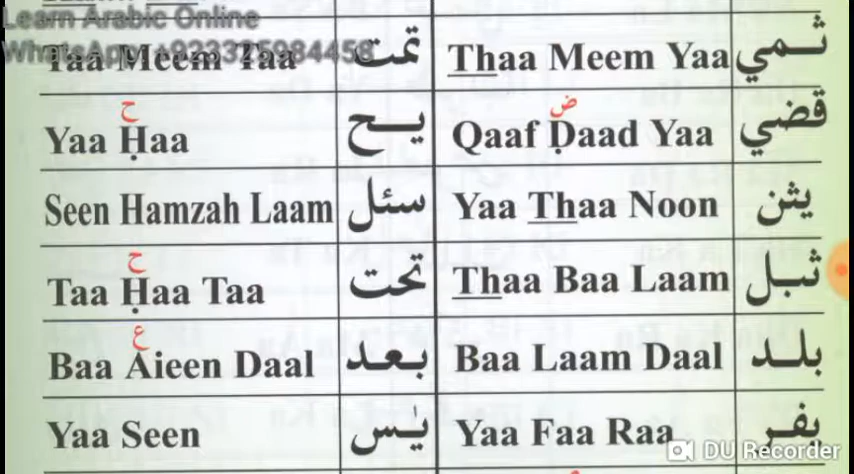 Learn Arabic Online
WhatsApp +923325984458
Taa Meem Taa تمت Thaa Meem Yaa ثمي
ح ض
Yaa Ḥaa يح Qaaf Ḍaad Yaa قضي
Seen Hamzah Laam سئل Yaa Thaa Noon يثن
ح
Taa Ḥaa Taa تحت Thaa Baa Laam ثبل
ع
Baa Aieen Daal بعد Baa Laam Daal بلد
Yaa Seen يٰس Yaa Faa Raa يفر
DU Recorder